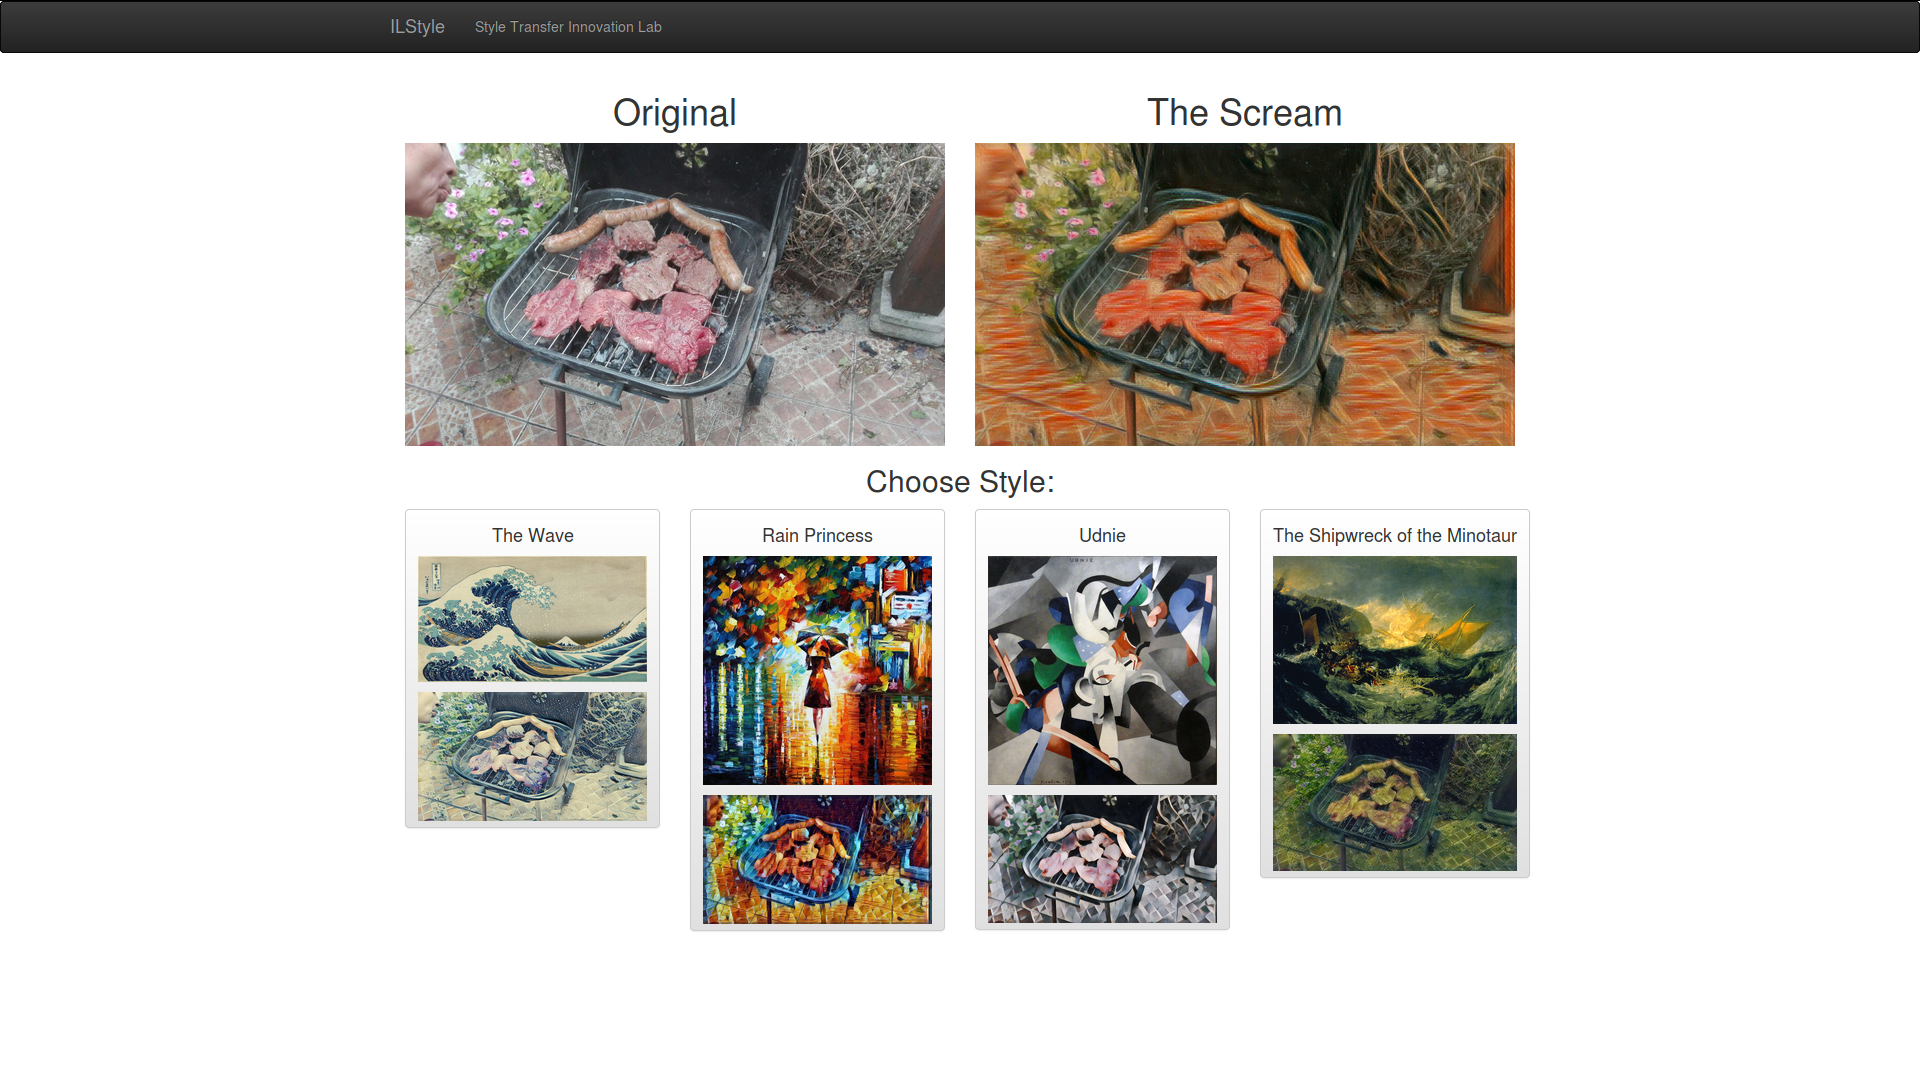 ILStyle Style Transfer Innovation Lab
Original
The Scream
Choose Style:
The Wave
Rain Princess
Udnie
The Shipwreck of the Minotaur
UDNIE